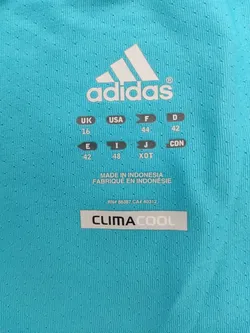 adidas®
UK USA F D
16 44 42
E I J CDN
42 48 XOT
MADE IN INDONESIA
FABRIQUÉ EN INDONÉSIE
CLIMACOOL